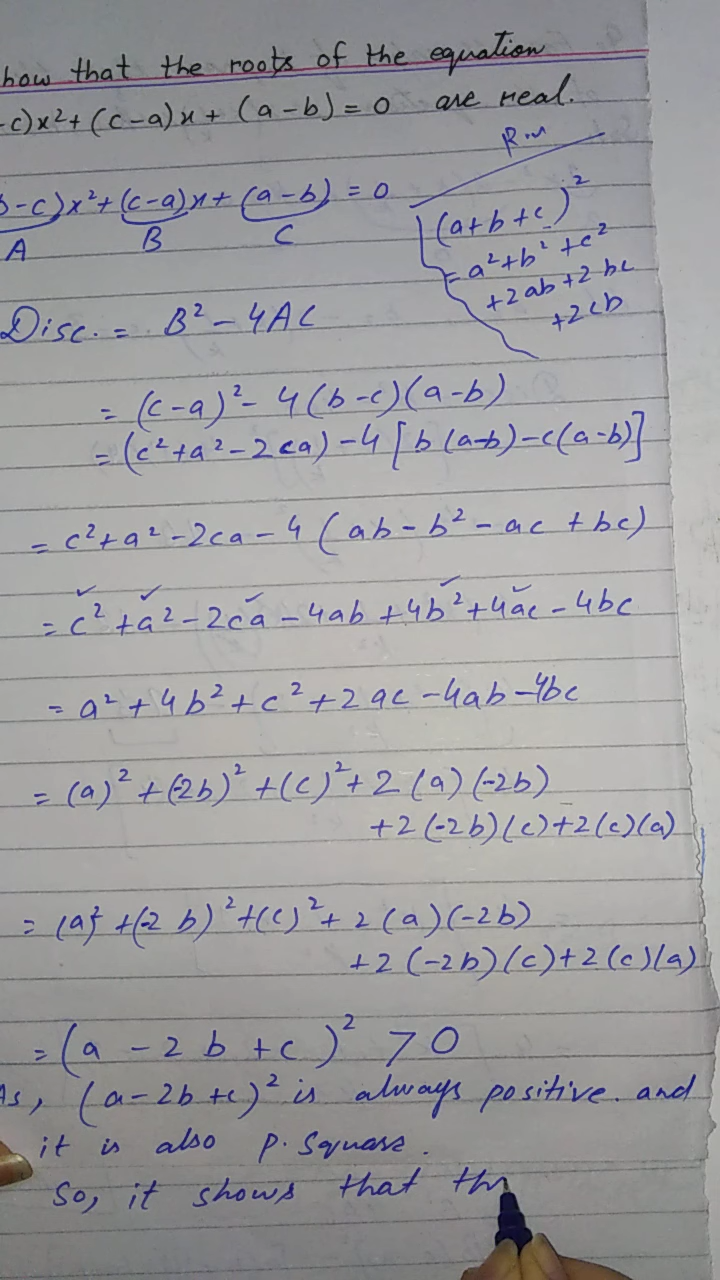 how that the roots of the equation
-c)x²+(c-a)x+(a-b)=0 are real.
R.w
b-c)x²+(c-a)x+(a-b)=0
A B C
(a+b+c)²
=a²+b²+c²
+2ab+2bc
+2cb
Disc. = B²-4AC
= (c-a)²-4(b-c)(a-b)
=(c²+a²-2ca)-4[b(a-b)-c(a-b)]
= c²+a²-2ca-4(ab-b²-ac+bc)
= c²+a²-2ca-4ab+4b²+4ac-4bc
= a²+4b²+c²+2ac-4ab-4bc
= (a)²+(-2b)²+(c)²+2(a)(-2b)
+2(-2b)(c)+2(c)(a)
= (a)²+(-2b)²+(c)²+2(a)(-2b)
+2(-2b)(c)+2(c)(a)
=(a-2b+c)²>0
As, (a-2b+c)² is always positive. and
it is also p. square.
So, it shows that th